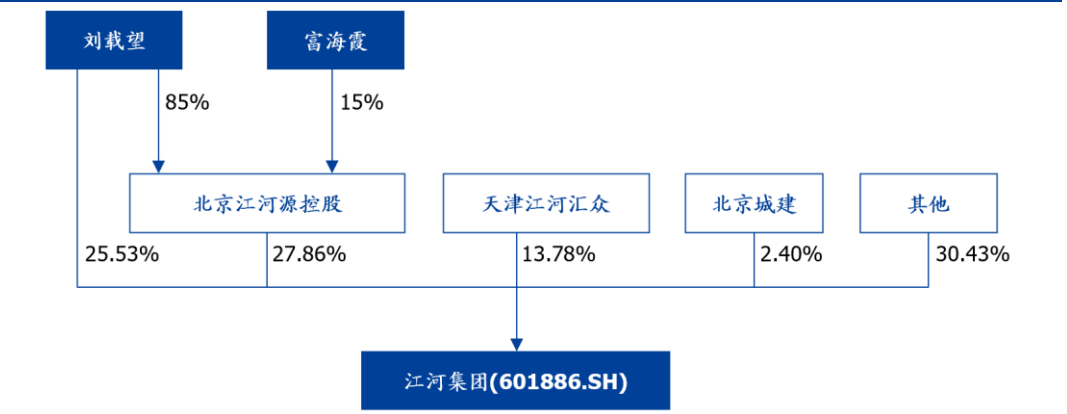 刘载望
富海霞
85%
15%
北京江河源控股
天津江河汇众
北京城建
其他
25.53%
27.86%
13.78%
2.40%
30.43%
江河集团(601886.SH)